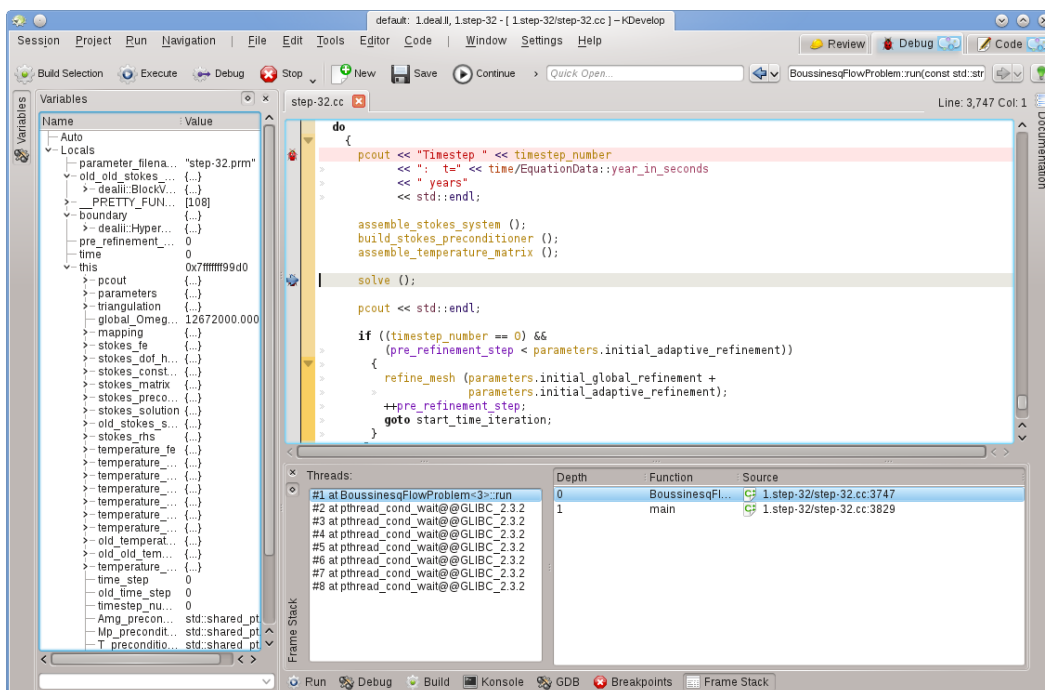 default: 1.deal.II, 1.step-32 - [ 1.step-32/step-32.cc ] – KDevelop
Session Project Run Navigation | File Edit Tools Editor Code | Window Settings Help
Review Debug Code
Build Selection Execute Debug Stop New Save Continue Quick Open... BoussinesqFlowProblem::run(const std::str
Variables
Variables
Name Value
Auto
Locals
parameter_filena... "step-32.prm"
old_old_stokes_... {...}
dealii::BlockV... {...}
__PRETTY_FUN... [108]
boundary {...}
dealii::Hyper... {...}
pre_refinement_... 0
time 0
this 0x7fffffff99d0
pcout {...}
parameters {...}
triangulation {...}
global_Omeg... 12672000.000
mapping {...}
stokes_fe {...}
stokes_dof_h... {...}
stokes_const... {...}
stokes_matrix {...}
stokes_preco... {...}
stokes_solution {...}
old_stokes_s... {...}
stokes_rhs {...}
temperature_fe {...}
temperature_... {...}
temperature_... {...}
temperature_... {...}
temperature_... {...}
temperature_... {...}
temperature_... {...}
old_temperat... {...}
old_old_tem... {...}
temperature_... {...}
time_step 0
old_time_step 0
timestep_nu... 0
Amg_precon... std::shared_pt
Mp_precondit... std::shared_pt
T_preconditio... std::shared_pt
step-32.cc
Line: 3,747 Col: 1
Documentation
do
{
pcout << "Timestep " << timestep_number
<< ":  t=" << time/EquationData::year_in_seconds
<< " years"
<< std::endl;
assemble_stokes_system ();
build_stokes_preconditioner ();
assemble_temperature_matrix ();
solve ();
pcout << std::endl;
if ((timestep_number == 0) &&
(pre_refinement_step < parameters.initial_adaptive_refinement))
{
refine_mesh (parameters.initial_global_refinement +
parameters.initial_adaptive_refinement);
++pre_refinement_step;
goto start_time_iteration;
}
Frame Stack
Threads:
#1 at BoussinesqFlowProblem<3>::run
#2 at pthread_cond_wait@@GLIBC_2.3.2
#3 at pthread_cond_wait@@GLIBC_2.3.2
#4 at pthread_cond_wait@@GLIBC_2.3.2
#5 at pthread_cond_wait@@GLIBC_2.3.2
#6 at pthread_cond_wait@@GLIBC_2.3.2
#7 at pthread_cond_wait@@GLIBC_2.3.2
#8 at pthread_cond_wait@@GLIBC_2.3.2
Depth Function Source
0 BoussinesqFl... 1.step-32/step-32.cc:3747
1 main 1.step-32/step-32.cc:3829
Run Debug Build Konsole GDB Breakpoints Frame Stack